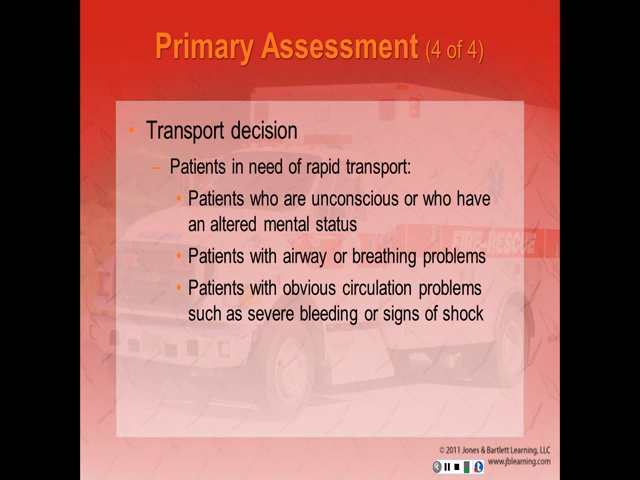 Primary Assessment (4 of 4)
• Transport decision
– Patients in need of rapid transport:
• Patients who are unconscious or who have
an altered mental status
• Patients with airway or breathing problems
• Patients with obvious circulation problems
such as severe bleeding or signs of shock
FIRE-RESCUE
© 2011 Jones & Bartlett Learning, LLC
www.jblearning.com